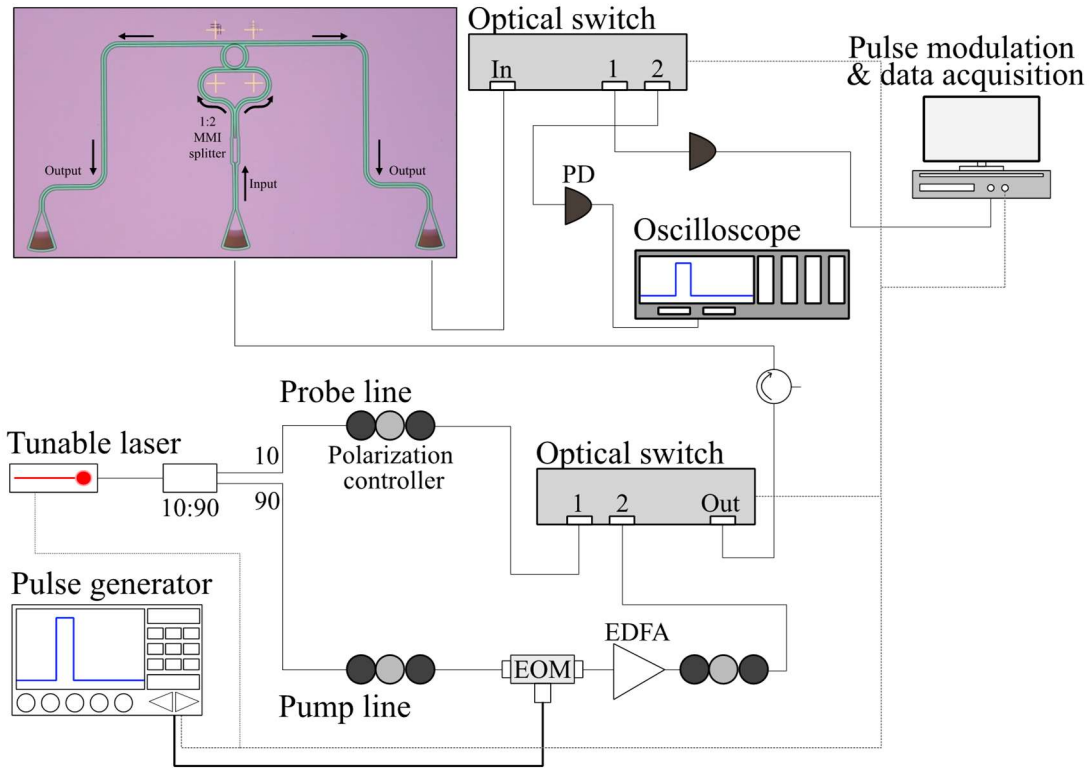 Optical switch
In
1
2
Pulse modulation
& data acquisition
1:2
MMI
splitter
Output
Input
Output
PD
Oscilloscope
Probe line
Polarization
controller
Tunable laser
10:90
10
90
Optical switch
1
2
Out
Pulse generator
EDFA
EOM
Pump line